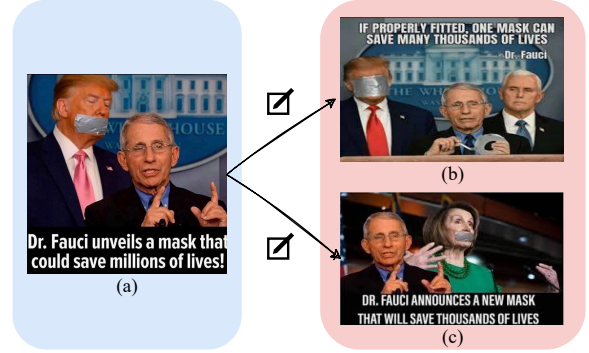 HOUSE
Dr. Fauci unveils a mask that
could save millions of lives!
(a)
IF PROPERLY FITTED, ONE MASK CAN
SAVE MANY THOUSANDS OF LIVES
- Dr. Fauci
(b)
DR. FAUCI ANNOUNCES A NEW MASK
THAT WILL SAVE THOUSANDS OF LIVES
(c)